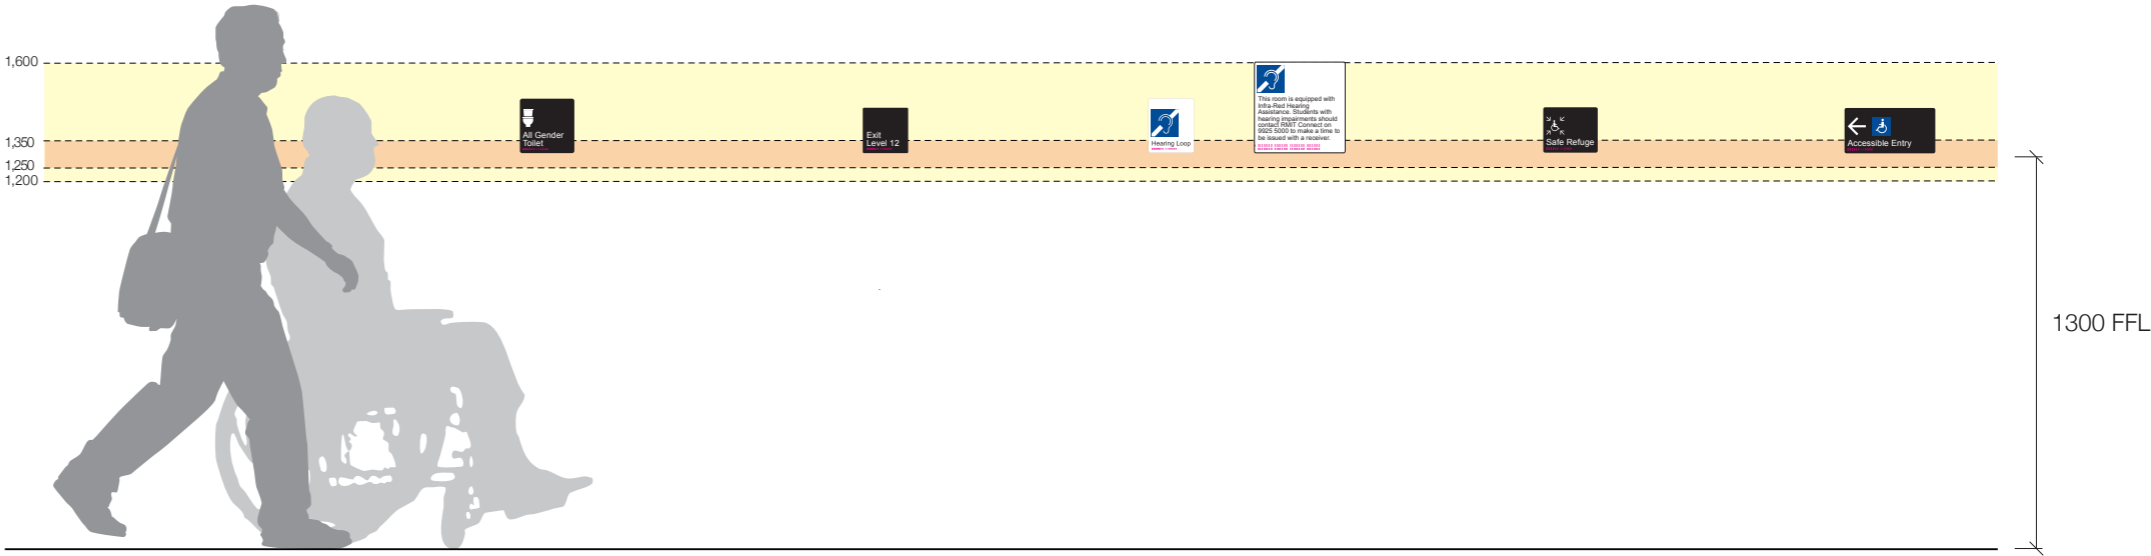 1,600
1,350
1,250
1,200
All Gender
Toilet
Exit
Level 12
Hearing Loop
This room is equipped with
Infra-Red Hearing
Assistance. Students with
hearing impairments should
contact RMIT Connect on
9925 5000 to make a time to
be issued with a receiver.
Safe Refuge
Accessible Entry
1300 FFL